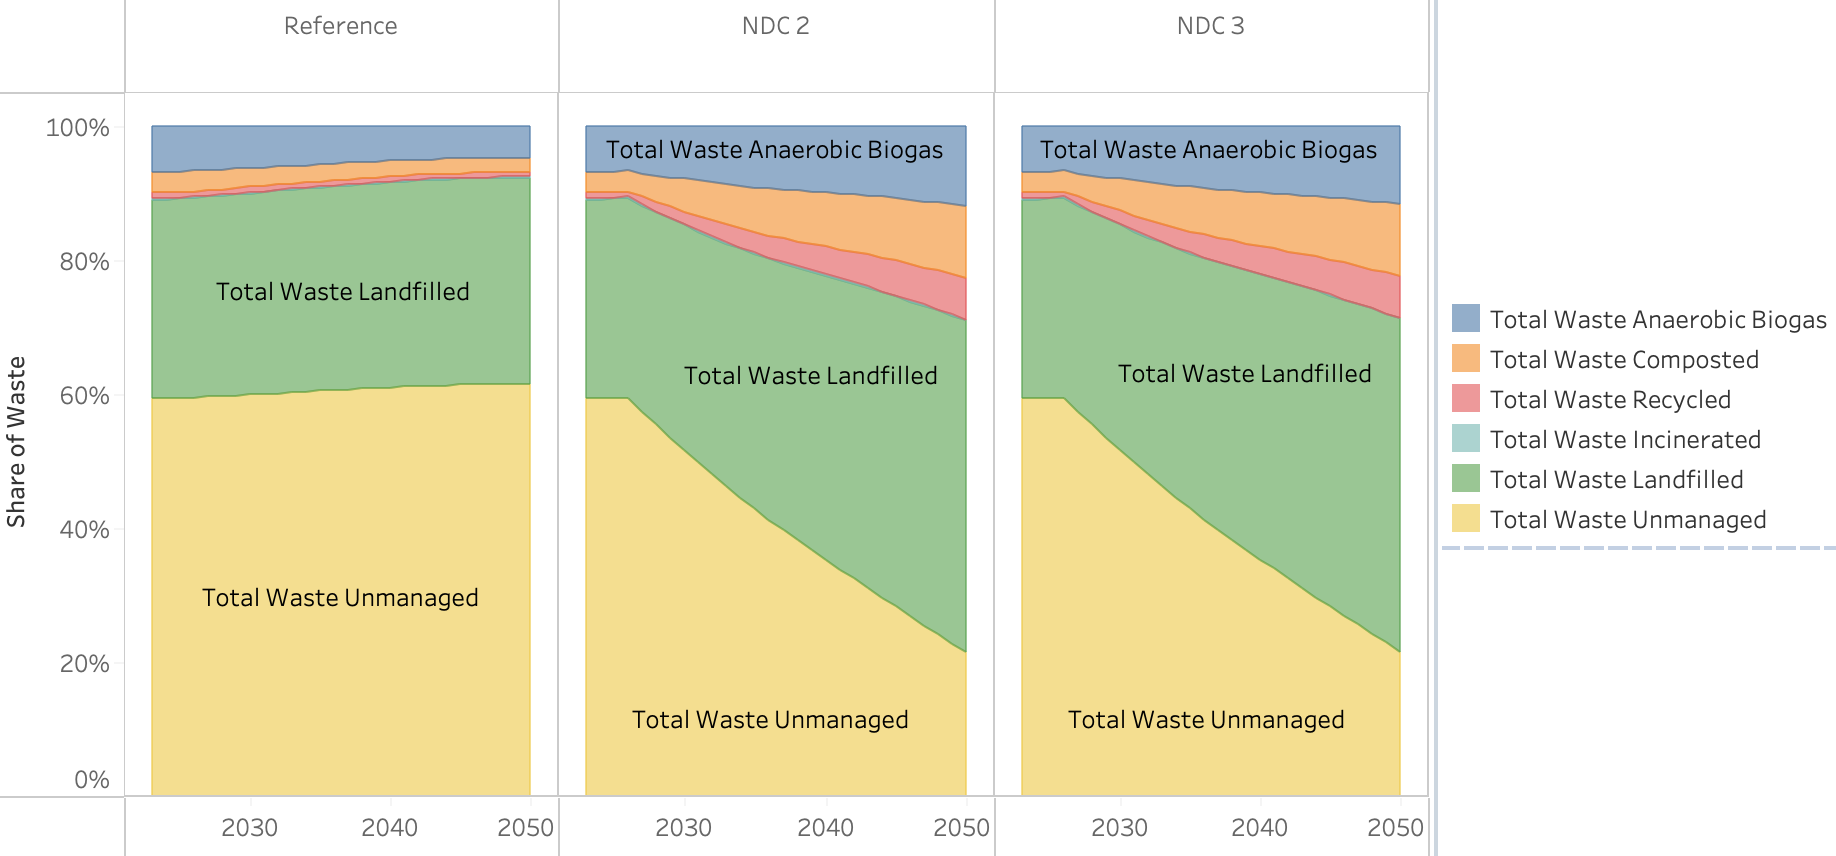 Reference
NDC 2
NDC 3
Share of Waste
100%
80%
60%
40%
20%
0%
Total Waste Landfilled
Total Waste Unmanaged
Total Waste Anaerobic Biogas
Total Waste Landfilled
Total Waste Unmanaged
Total Waste Anaerobic Biogas
Total Waste Landfilled
Total Waste Unmanaged
2030
2040
2050
2030
2040
2050
2030
2040
2050
Total Waste Anaerobic Biogas
Total Waste Composted
Total Waste Recycled
Total Waste Incinerated
Total Waste Landfilled
Total Waste Unmanaged